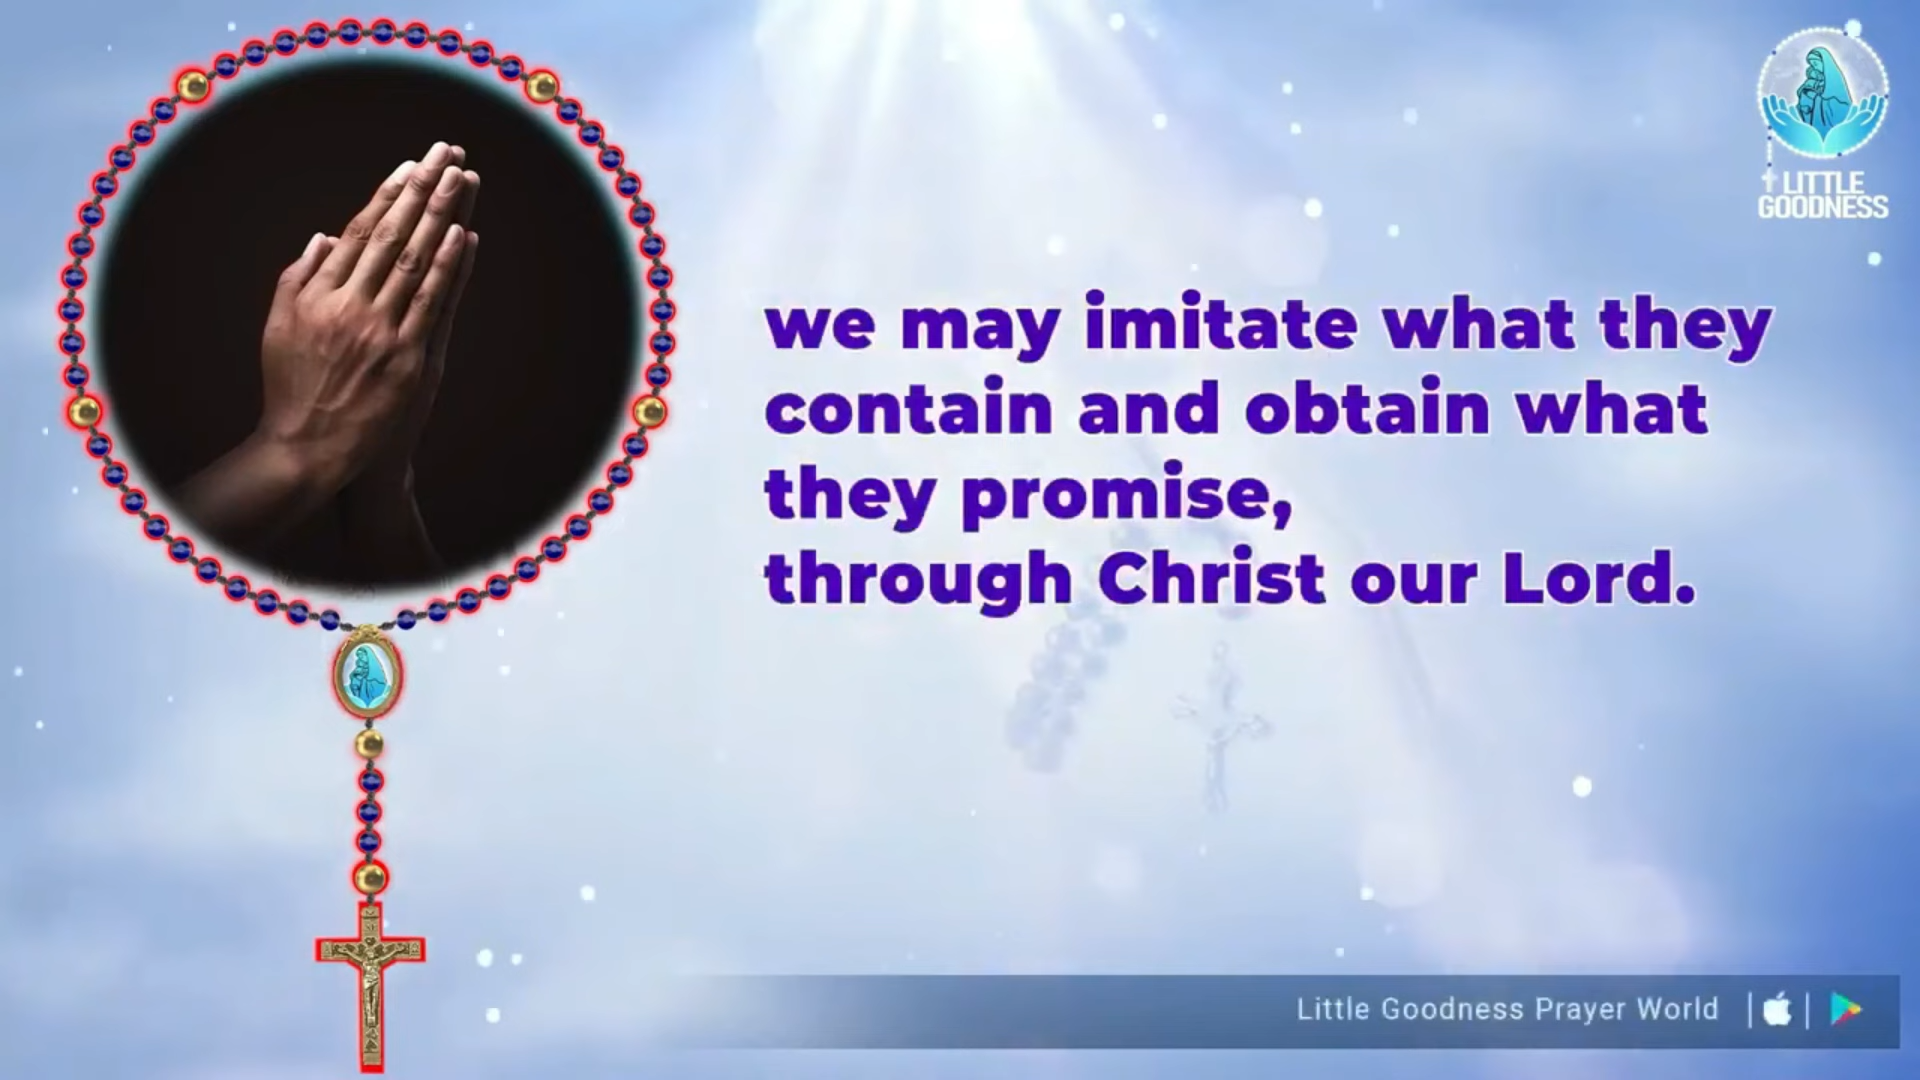 we may imitate what they
contain and obtain what
they promise,
through Christ our Lord.
LITTLE
GOODNESS
Little Goodness Prayer World